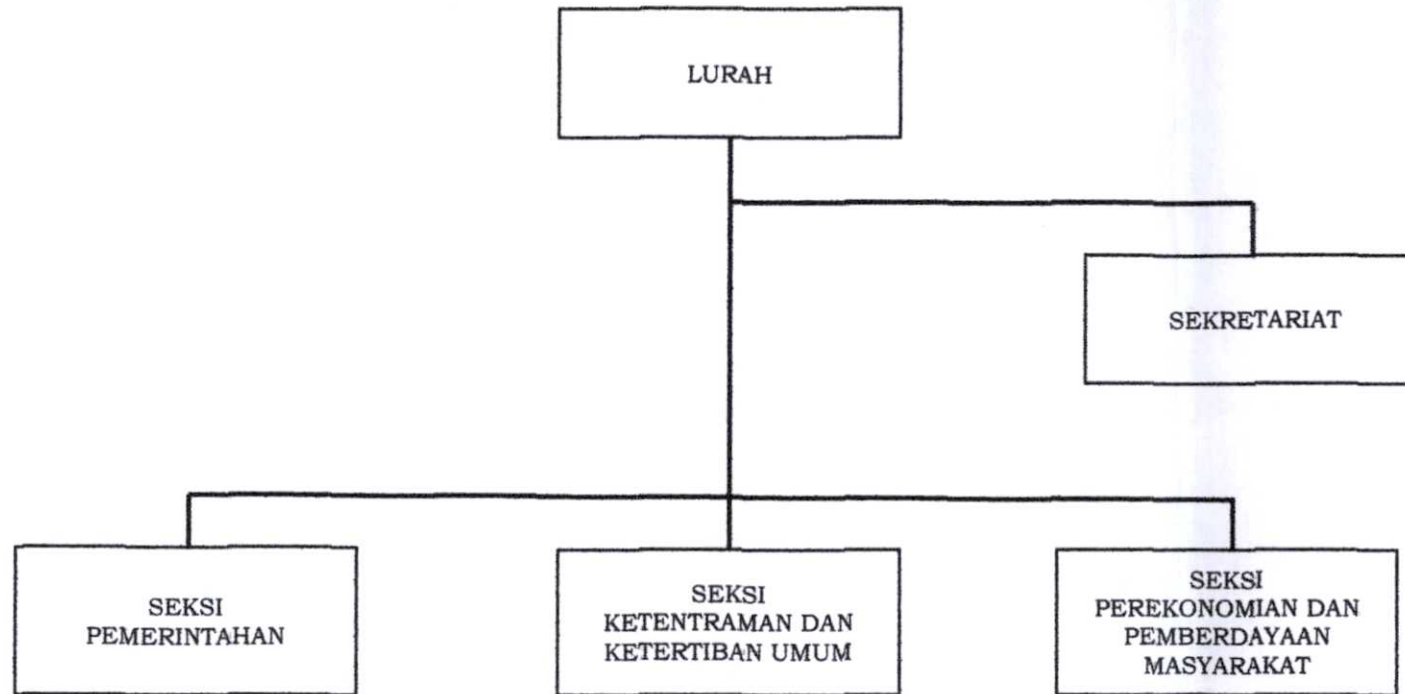 LURAH
SEKRETARIAT
SEKSI
PEMERINTAHAN
SEKSI
KETENTRAMAN DAN
KETERTIBAN UMUM
SEKSI
PEREKONOMIAN DAN
PEMBERDAYAAN
MASYARAKAT